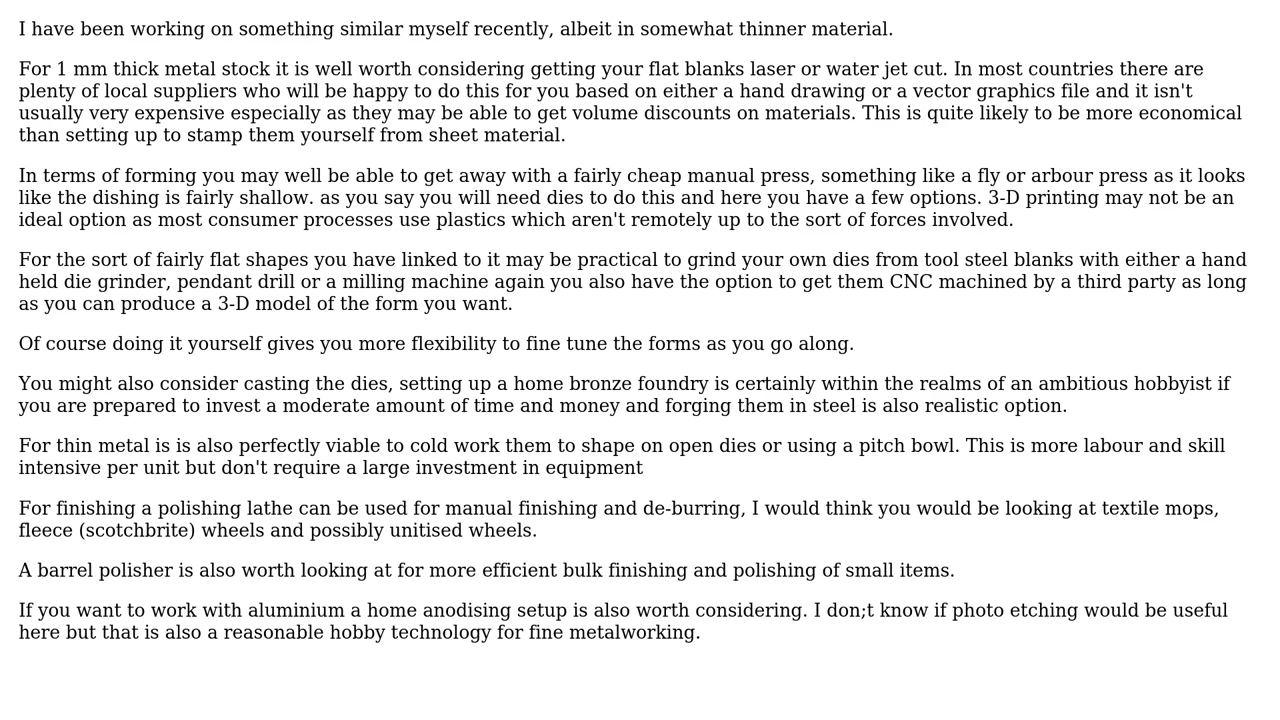 I have been working on something similar myself recently, albeit in somewhat thinner material.
For 1 mm thick metal stock it is well worth considering getting your flat blanks laser or water jet cut. In most countries there are
plenty of local suppliers who will be happy to do this for you based on either a hand drawing or a vector graphics file and it isn't
usually very expensive especially as they may be able to get volume discounts on materials. This is quite likely to be more economical
than setting up to stamp them yourself from sheet material.
In terms of forming you may well be able to get away with a fairly cheap manual press, something like a fly or arbour press as it looks
like the dishing is fairly shallow. as you say you will need dies to do this and here you have a few options. 3-D printing may not be an
ideal option as most consumer processes use plastics which aren't remotely up to the sort of forces involved.
For the sort of fairly flat shapes you have linked to it may be practical to grind your own dies from tool steel blanks with either a hand
held die grinder, pendant drill or a milling machine again you also have the option to get them CNC machined by a third party as long
as you can produce a 3-D model of the form you want.
Of course doing it yourself gives you more flexibility to fine tune the forms as you go along.
You might also consider casting the dies, setting up a home bronze foundry is certainly within the realms of an ambitious hobbyist if
you are prepared to invest a moderate amount of time and money and forging them in steel is also realistic option.
For thin metal is is also perfectly viable to cold work them to shape on open dies or using a pitch bowl. This is more labour and skill
intensive per unit but don't require a large investment in equipment
For finishing a polishing lathe can be used for manual finishing and de-burring, I would think you would be looking at textile mops,
fleece (scotchbrite) wheels and possibly unitised wheels.
A barrel polisher is also worth looking at for more efficient bulk finishing and polishing of small items.
If you want to work with aluminium a home anodising setup is also worth considering. I don;t know if photo etching would be useful
here but that is also a reasonable hobby technology for fine metalworking.